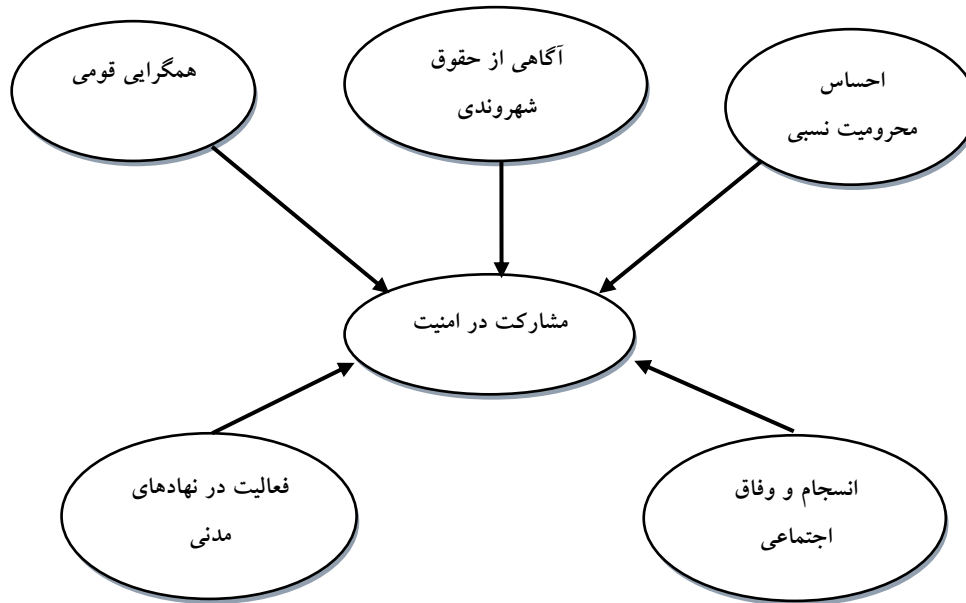 احساس
محرومیت نسبی
آگاهی از حقوق
شهروندی
همگرایی قومی
مشارکت در امنیت
انسجام و وفاق
اجتماعی
فعالیت در نهادهای
مدنی